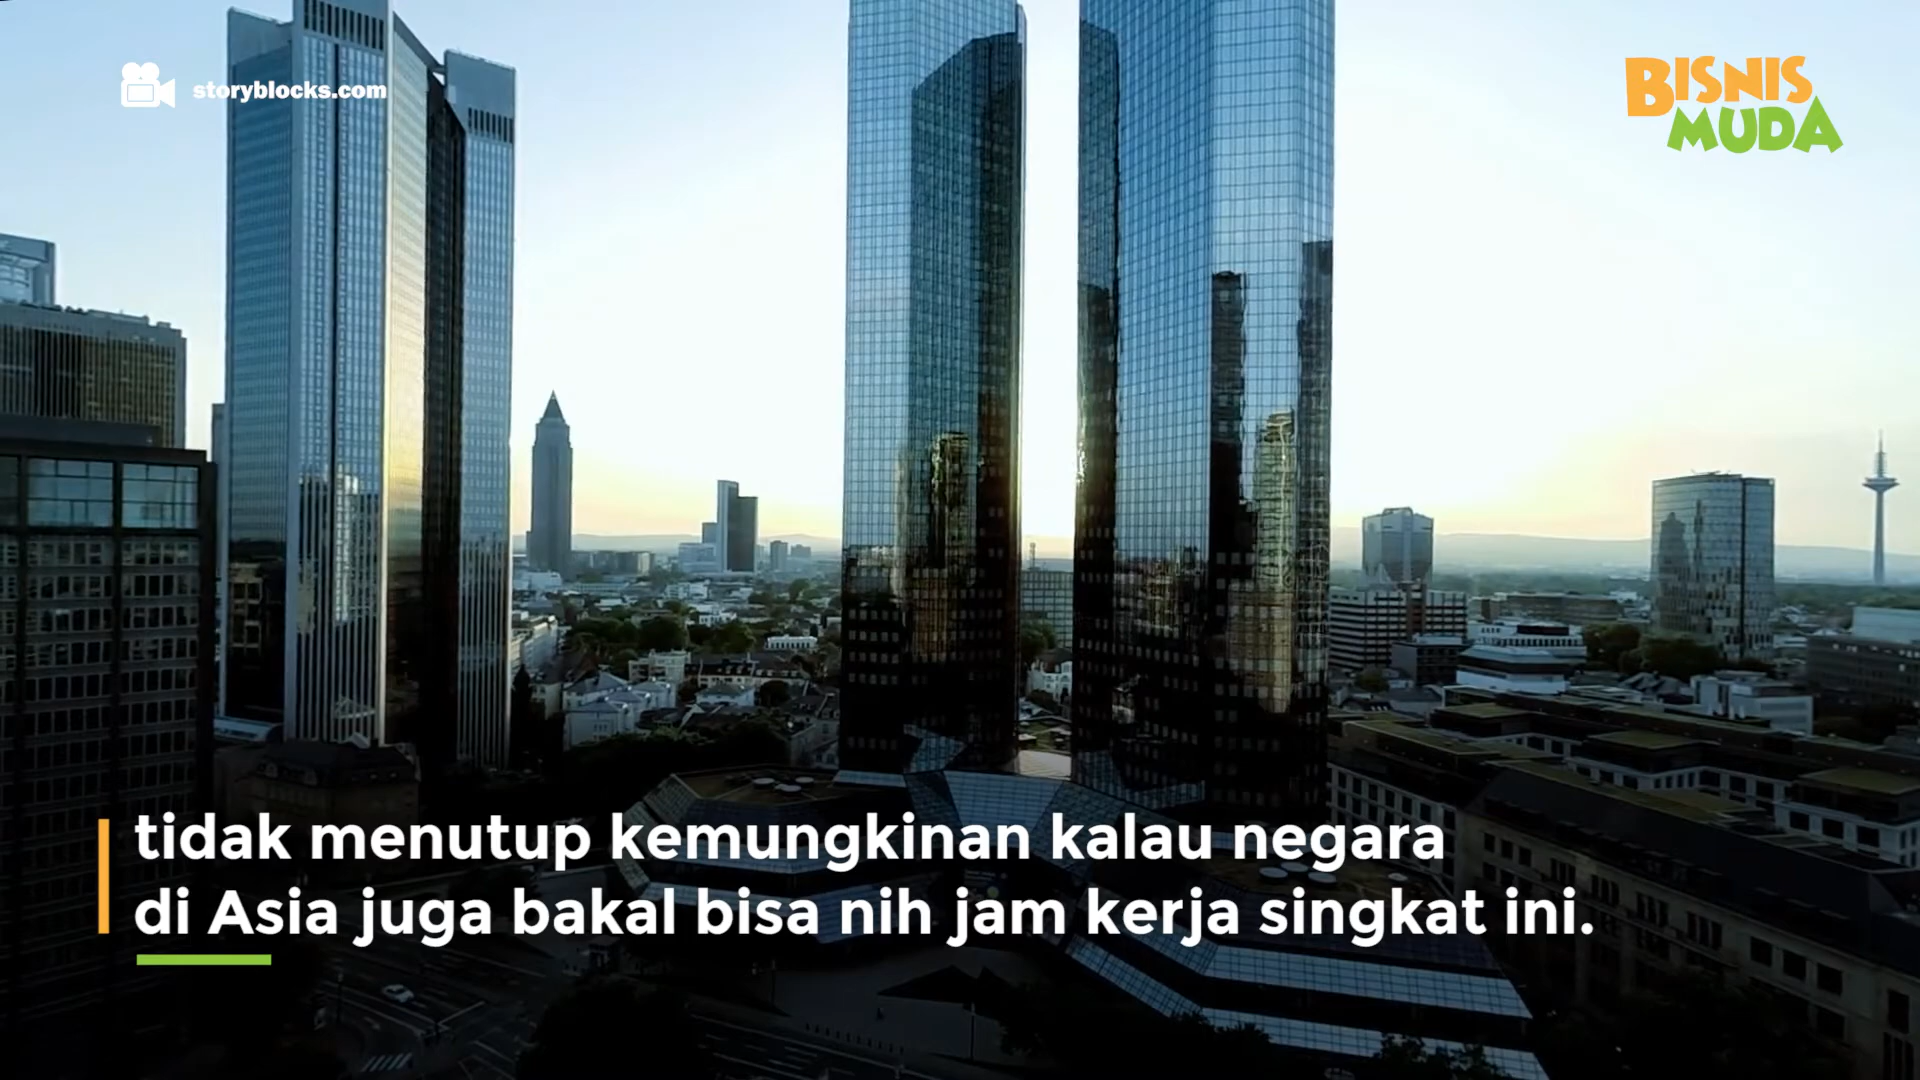 storyblocks.com
BISNIS
MUDA
tidak menutup kemungkinan kalau negara
di Asia juga bakal bisa nih jam kerja singkat ini.